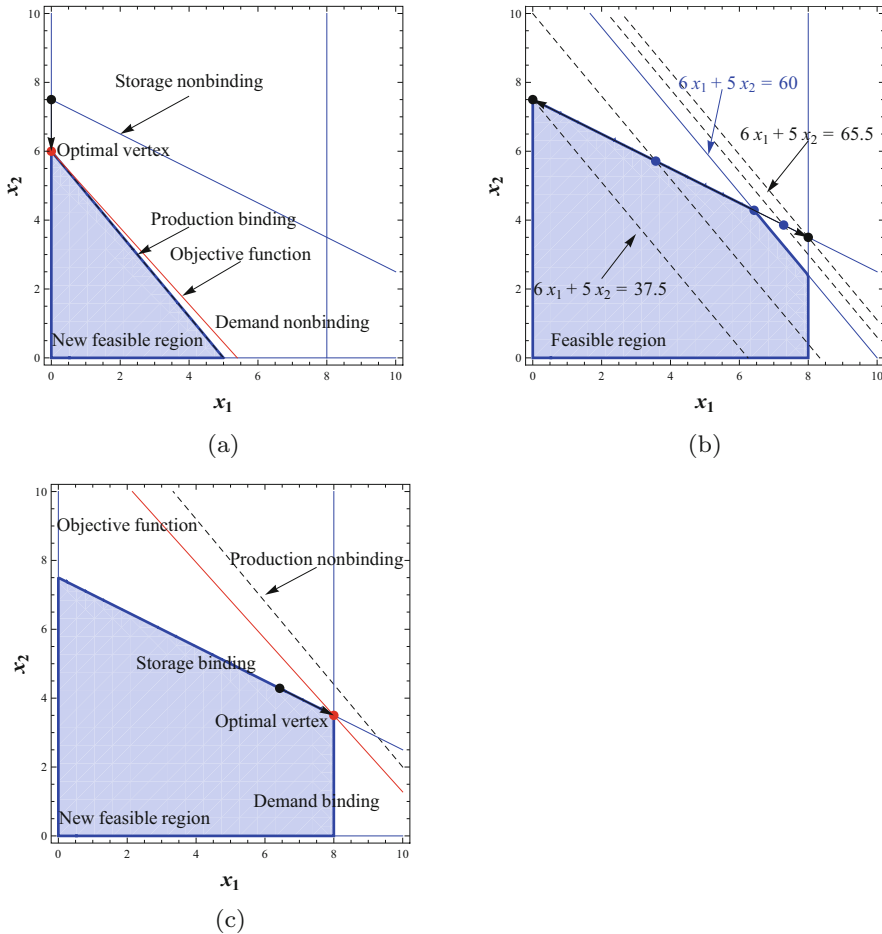 10
8
6
4
2
0
x2
Storage nonbinding
Optimal vertex
Production binding
Objective function
Demand nonbinding
New feasible region
0 2 4 6 8 10
x1
(a)
10
8
6
4
2
0
x2
6 x1 + 5 x2 = 60
6 x1 + 5 x2 = 65.5
6 x1 + 5 x2 = 37.5
Feasible region
0 2 4 6 8 10
x1
(b)
10
8
6
4
2
0
x2
Objective function
Production nonbinding
Storage binding
Optimal vertex
Demand binding
New feasible region
0 2 4 6 8 10
x1
(c)